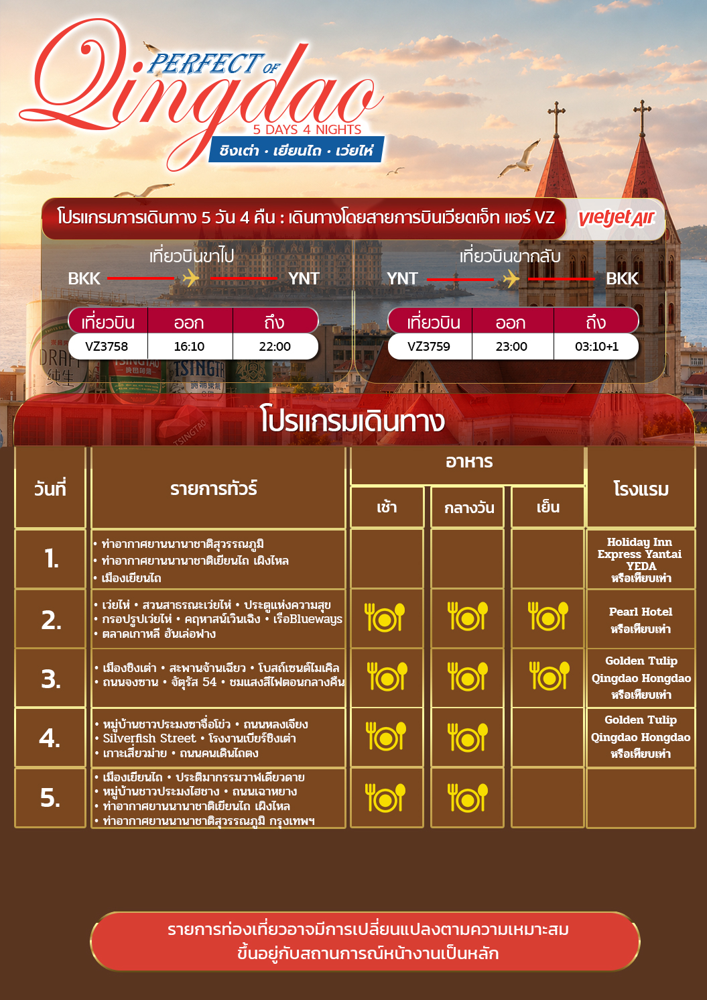 PERFECT OF
Qingdao
5 DAYS 4 NIGHTS
ชิงเต่า • เยียนไถ • เว่ยไห่
โปรแกรมการเดินทาง 5 วัน 4 คืน : เดินทางโดยสายการบินเวียตเจ็ท แอร์ VZ
vietjet Air
เที่ยวบินขาไป
BKK YNT
เที่ยวบิน ออก ถึง
VZ3758 16:10 22:00
เที่ยวบินขากลับ
YNT BKK
เที่ยวบิน ออก ถึง
VZ3759 23:00 03:10+1
DRAFT
纯生
TSINGTAO
TSINGTA
TSINGTAO
โปรแกรมเดินทาง
วันที่
รายการทัวร์
อาหาร
เช้า กลางวัน เย็น
โรงแรม
1.
• ท่าอากาศยานนานาชาติสุวรรณภูมิ
• ท่าอากาศยานนานาชาติเยียนไถ เผิงไหล
• เมืองเยียนไถ
Holiday Inn
Express Yantai
YEDA
หรือเทียบเท่า
2.
• เว่ยไห่ • สวนสาธรณะเว่ยไห่ • ประตูแห่งความสุข
• กรอปรูปเว่ยไห่ • คฤหาสน์เวินเฉิง • เรือBlueways
• ตลาดเกาหลี ฮันเล่อฟาง
Pearl Hotel
หรือเทียบเท่า
3.
• เมืองชิงเต่า • สะพานจ้านเฉียว • โบสถ์เซนต์ไมเคิล
• ถนนจงซาน • จัตุรัส 54 • ชมแสงสีไฟตอนกลางคืน
Golden Tulip
Qingdao Hongdao
หรือเทียบเท่า
4.
• หมู่บ้านชาวประมงซาจื่อโข่ว • ถนนหลงเจียง
• Silverfish Street • โรงงานเบียร์ชิงเต่า
• เกาะเสี่ยวม่าย • ถนนคนเดินไถตง
Golden Tulip
Qingdao Hongdao
หรือเทียบเท่า
5.
• เมืองเยียนไถ • ประติมากรรมวาฬเดียวดาย
• หมู่บ้านชาวประมงไฮชาง • ถนนเฉาหยาง
• ท่าอากาศยานนานาชาติเยียนไถ เผิงไหล
• ท่าอากาศยานนานาชาติสุวรรณภูมิ กรุงเทพฯ
รายการท่องเที่ยวอาจมีการเปลี่ยนแปลงตามความเหมาะสม
ขึ้นอยู่กับสถานการณ์หน้างานเป็นหลัก